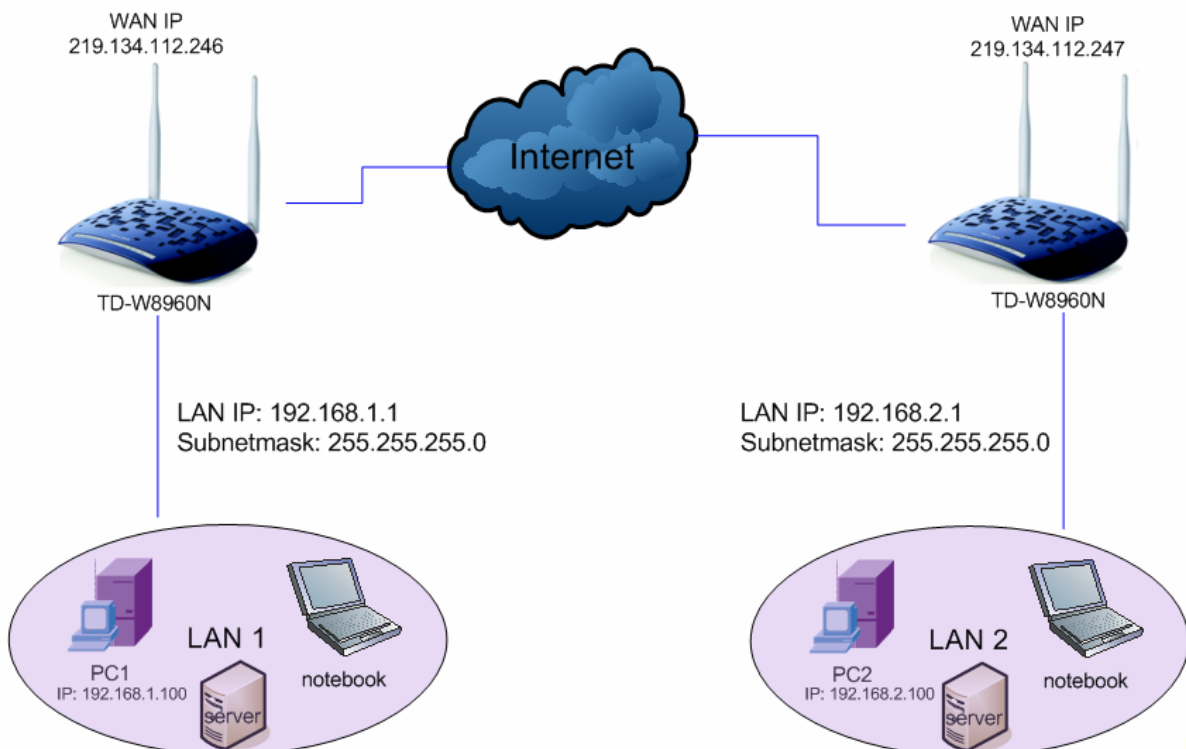 WAN IP
219.134.112.246
WAN IP
219.134.112.247
Internet
TD-W8960N
TD-W8960N
LAN IP: 192.168.1.1
Subnetmask: 255.255.255.0
LAN IP: 192.168.2.1
Subnetmask: 255.255.255.0
LAN 1
PC1
IP: 192.168.1.100
server
notebook
LAN 2
PC2
IP: 192.168.2.100
server
notebook